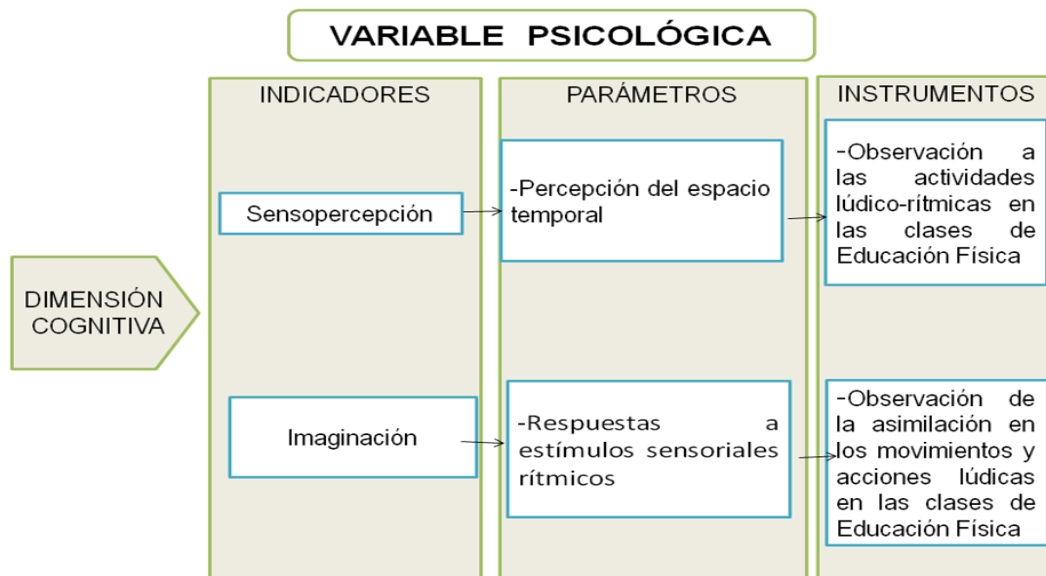 VARIABLE PSICOLÓGICA
INDICADORES
PARÁMETROS
INSTRUMENTOS
DIMENSIÓN
COGNITIVA
Sensopercepción
-Percepción del espacio
temporal
-Observación a
las actividades
lúdico-rítmicas en
las clases de
Educación Física
Imaginación
-Respuestas a
estímulos sensoriales
rítmicos
-Observación de
la asimilación en
los movimientos y
acciones lúdicas
en las clases de
Educación Física